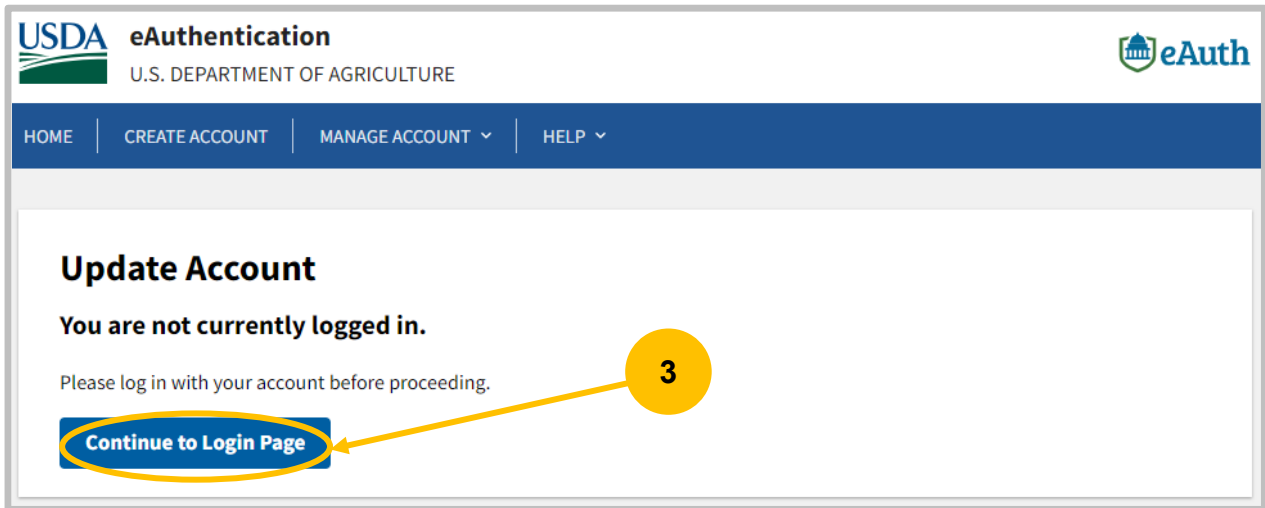 USDA
eAuthentication
U.S. DEPARTMENT OF AGRICULTURE
eAuth
HOME CREATE ACCOUNT MANAGE ACCOUNT HELP
Update Account
You are not currently logged in.
Please log in with your account before proceeding.
3
Continue to Login Page